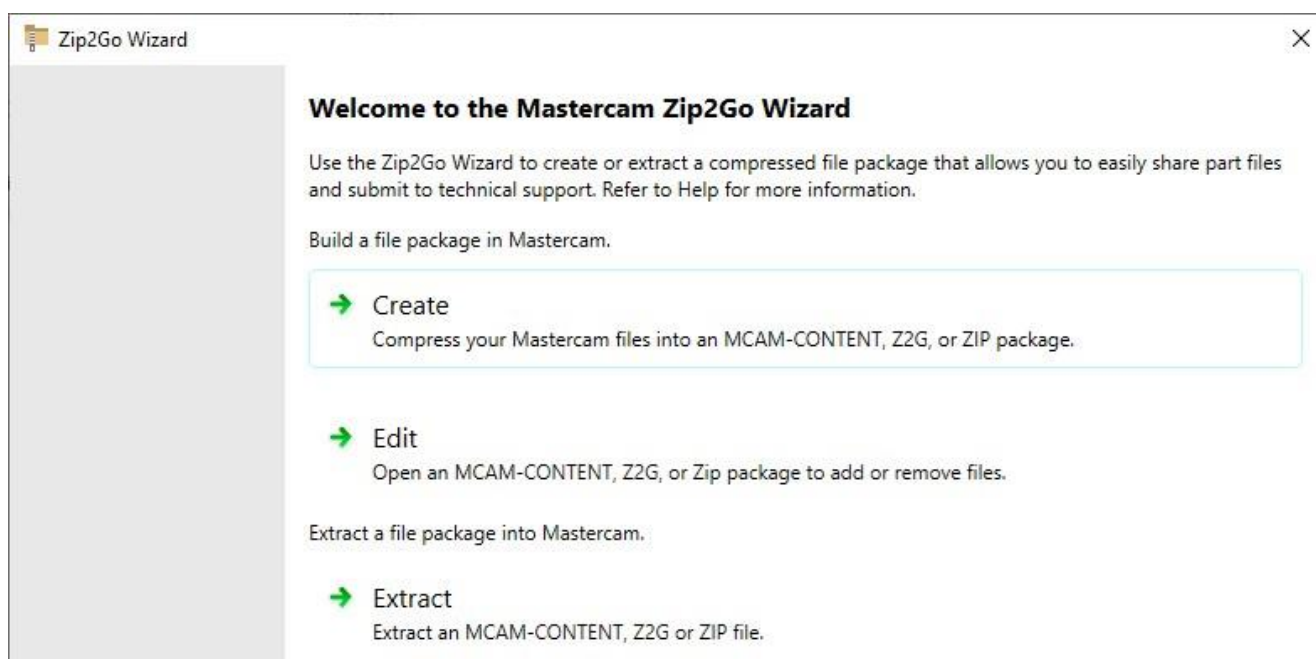 Zip2Go Wizard
Welcome to the Mastercam Zip2Go Wizard
Use the Zip2Go Wizard to create or extract a compressed file package that allows you to easily share part files
and submit to technical support. Refer to Help for more information.
Build a file package in Mastercam.
Create
Compress your Mastercam files into an MCAM-CONTENT, Z2G, or ZIP package.
Edit
Open an MCAM-CONTENT, Z2G, or Zip package to add or remove files.
Extract a file package into Mastercam.
Extract
Extract an MCAM-CONTENT, Z2G or ZIP file.